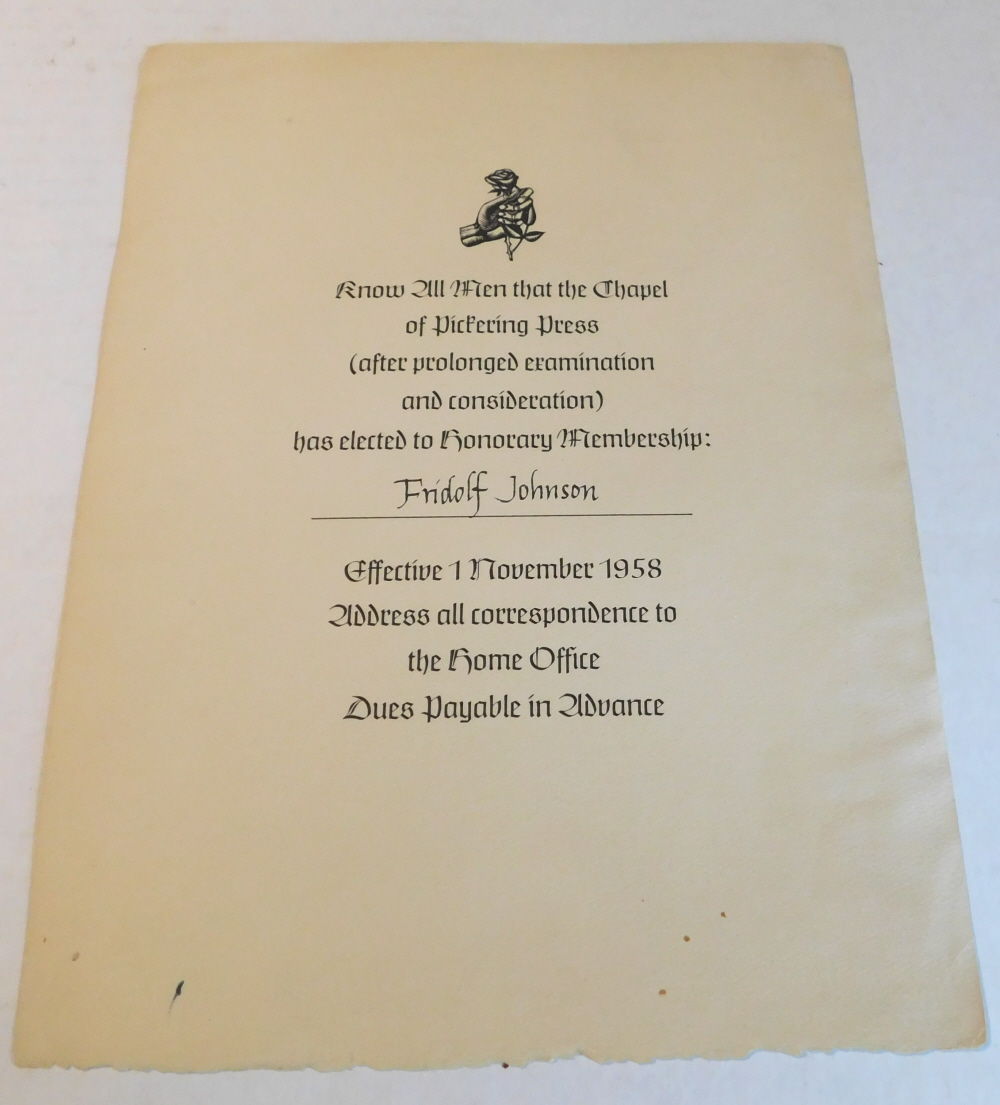 Know All Men that the Chapel
of Pickering Press
(after prolonged examination
and consideration)
has elected to Honorary Membership:
Fridolf Johnson
Effective 1 November 1958
Address all correspondence to
the Home Office
Dues Payable in Advance